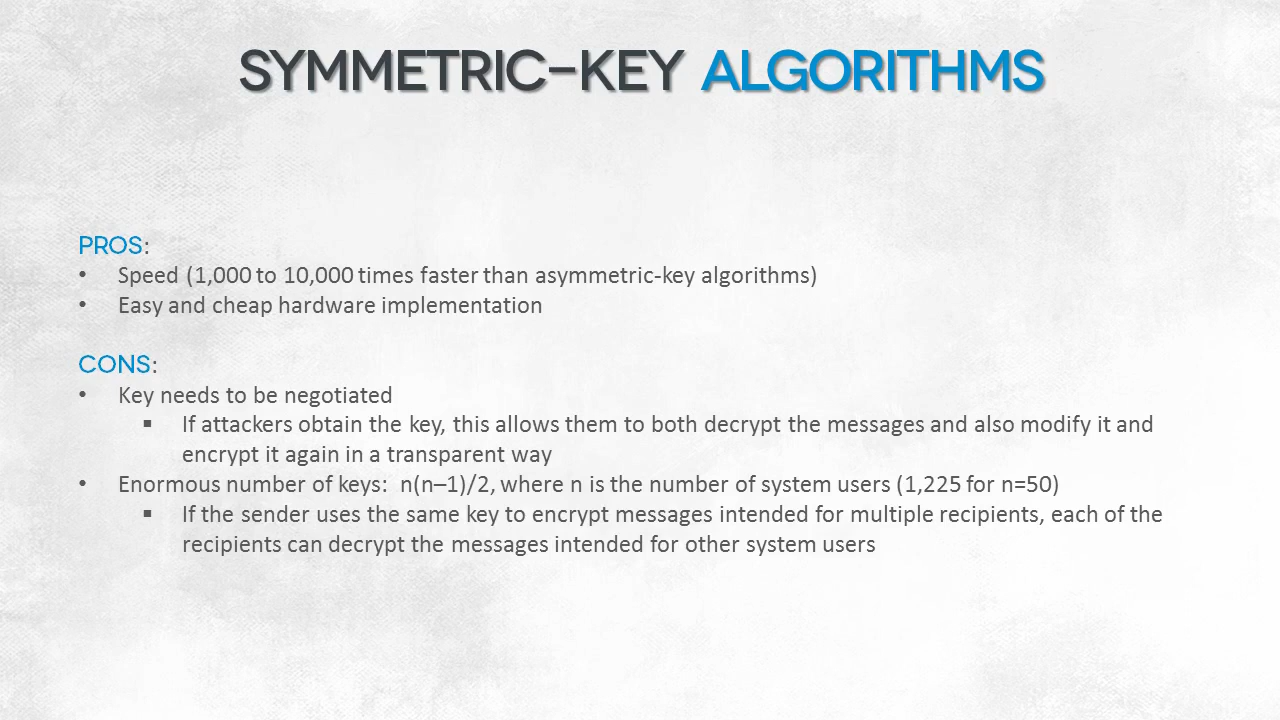 SYMMETRIC-KEY ALGORITHMS
PROS:
• Speed (1,000 to 10,000 times faster than asymmetric-key algorithms)
• Easy and cheap hardware implementation
CONS:
• Key needs to be negotiated
▪ If attackers obtain the key, this allows them to both decrypt the messages and also modify it and
encrypt it again in a transparent way
• Enormous number of keys: n(n–1)/2, where n is the number of system users (1,225 for n=50)
▪ If the sender uses the same key to encrypt messages intended for multiple recipients, each of the
recipients can decrypt the messages intended for other system users